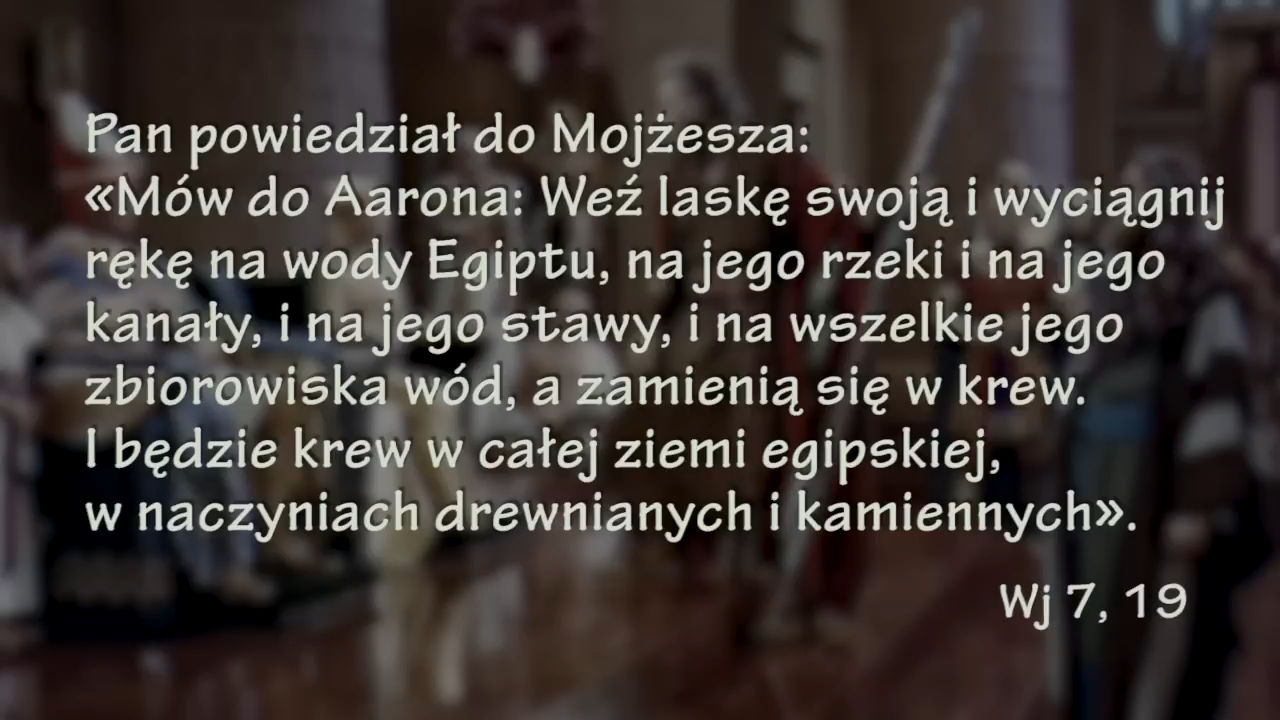 Pan powiedział do Mojżesza:
«Mów do Aarona: Weź laskę swoją i wyciągnij
rękę na wody Egiptu, na jego rzeki i na jego
kanały, i na jego stawy, i na wszelkie jego
zbiorowiska wód, a zamienią się w krew.
I będzie krew w całej ziemi egipskiej,
w naczyniach drewnianych i kamiennych».
Wj 7, 19